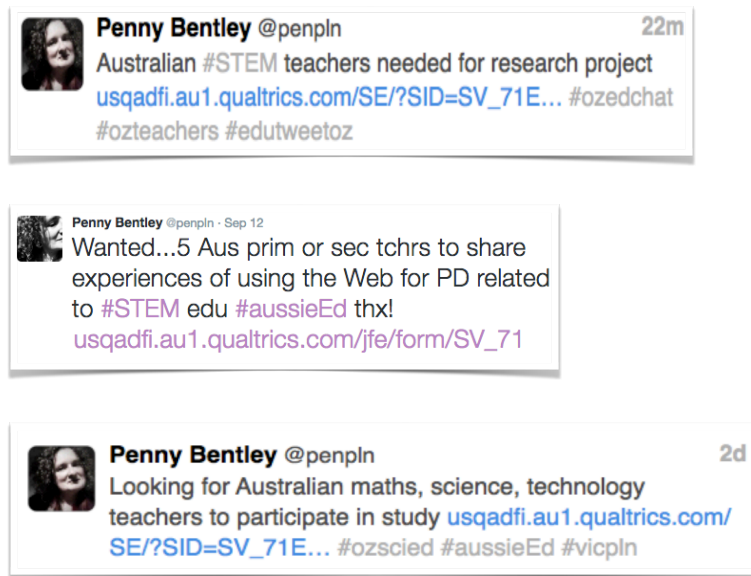 Penny Bentley @penpln 22m
Australian #STEM teachers needed for research project
usqadfi.au1.qualtrics.com/SE/?SID=SV_71E... #ozedchat
#ozteachers #edutweetoz
Penny Bentley @penpln · Sep 12
Wanted...5 Aus prim or sec tchrs to share
experiences of using the Web for PD related
to #STEM edu #aussieEd thx!
usqadfi.au1.qualtrics.com/jfe/form/SV_71
Penny Bentley @penpln 2d
Looking for Australian maths, science, technology
teachers to participate in study usqadfi.au1.qualtrics.com/
SE/?SID=SV_71E... #ozscied #aussieEd #vicpln